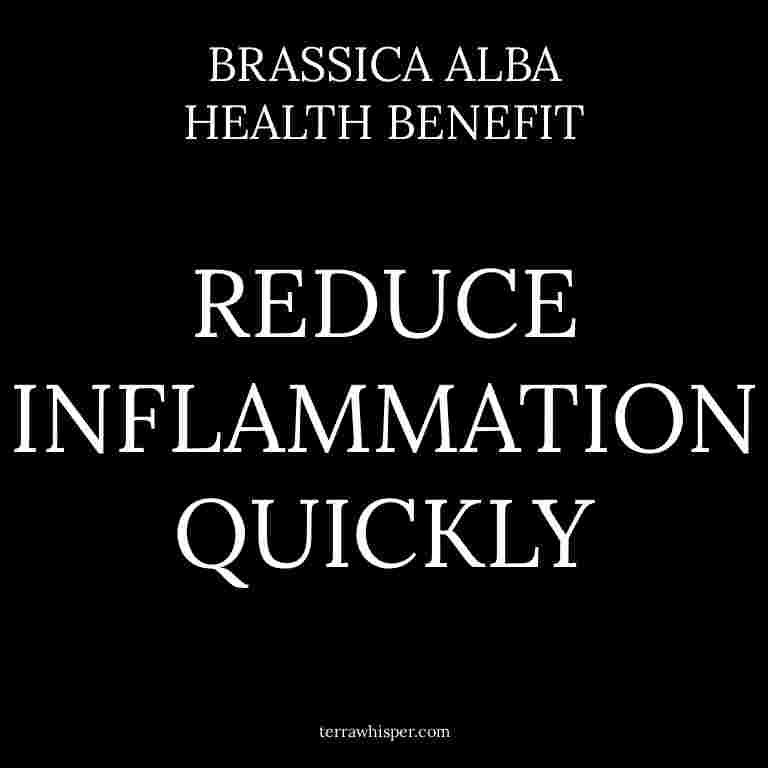 BRASSICA ALBA
HEALTH BENEFIT
REDUCE
INFLAMMATION
QUICKLY
terrawhisper.com